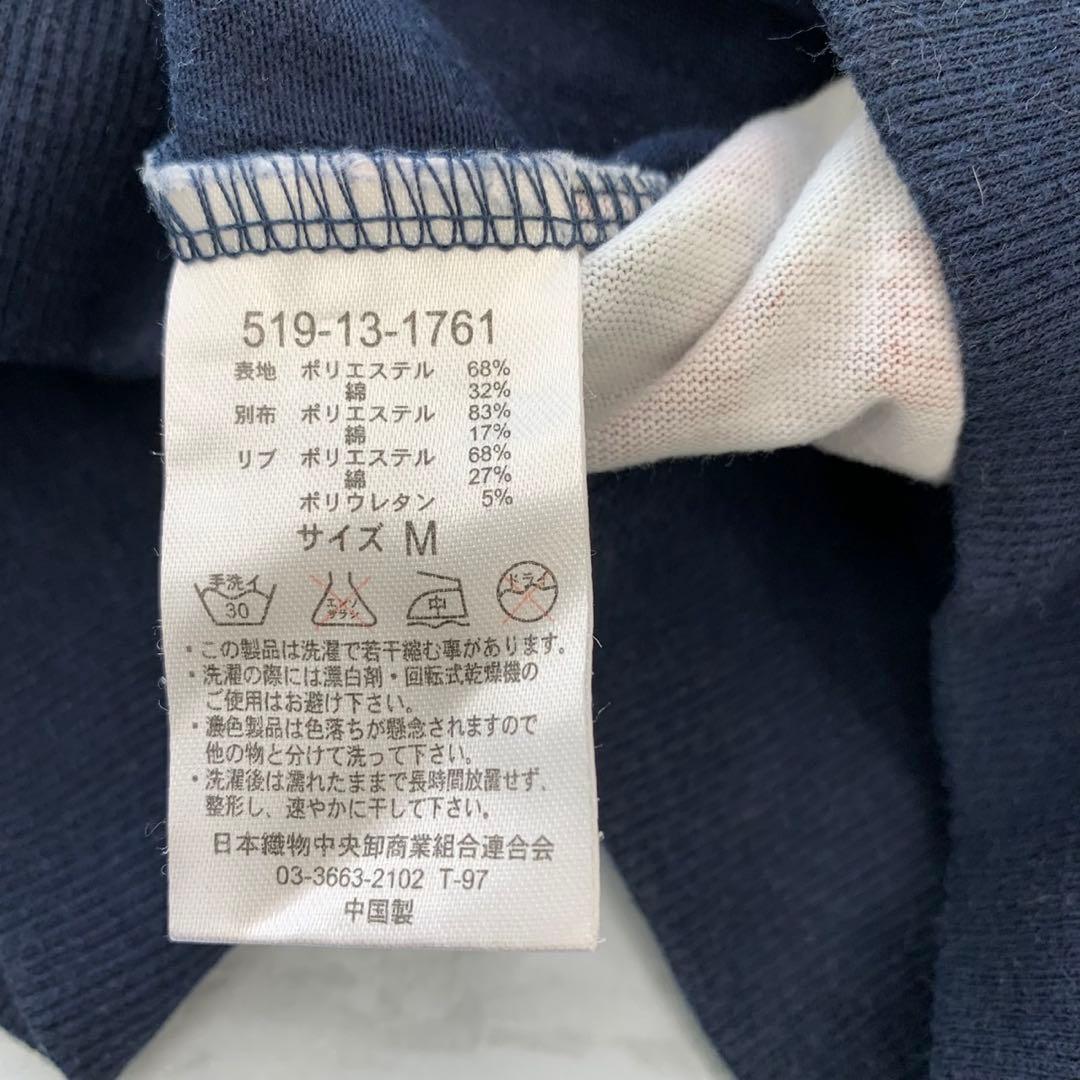 519-13-1761
表地 ポリエステル 68%
綿 32%
別布 ポリエステル 83%
綿 17%
リブ ポリエステル 68%
綿 27%
ポリウレタン 5%
サイズ M
手洗イ
30
エンソ
サラシ
中
ドライ
・この製品は洗濯で若干縮む事があります。
・洗濯の際には漂白剤・回転式乾燥機の
ご使用はお避け下さい。
・濃色製品は色落ちが懸念されますので
他の物と分けて洗って下さい。
・洗濯後は濡れたままで長時間放置せず、
整形し、速やかに干して下さい。
日本織物中央卸商業組合連合会
03-3663-2102 T-97
中国製